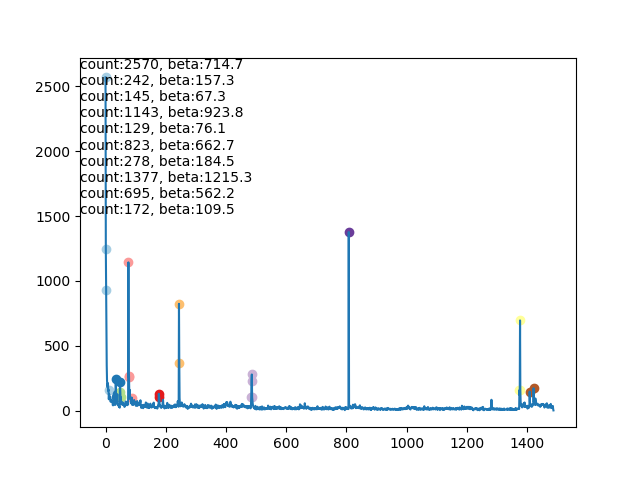 count:2570, beta:714.7
count:242, beta:157.3
count:145, beta:67.3
count:1143, beta:923.8
count:129, beta:76.1
count:823, beta:662.7
count:278, beta:184.5
count:1377, beta:1215.3
count:695, beta:562.2
count:172, beta:109.5
2500
2000
1500
1000
500
0
0 200 400 600 800 1000 1200 1400